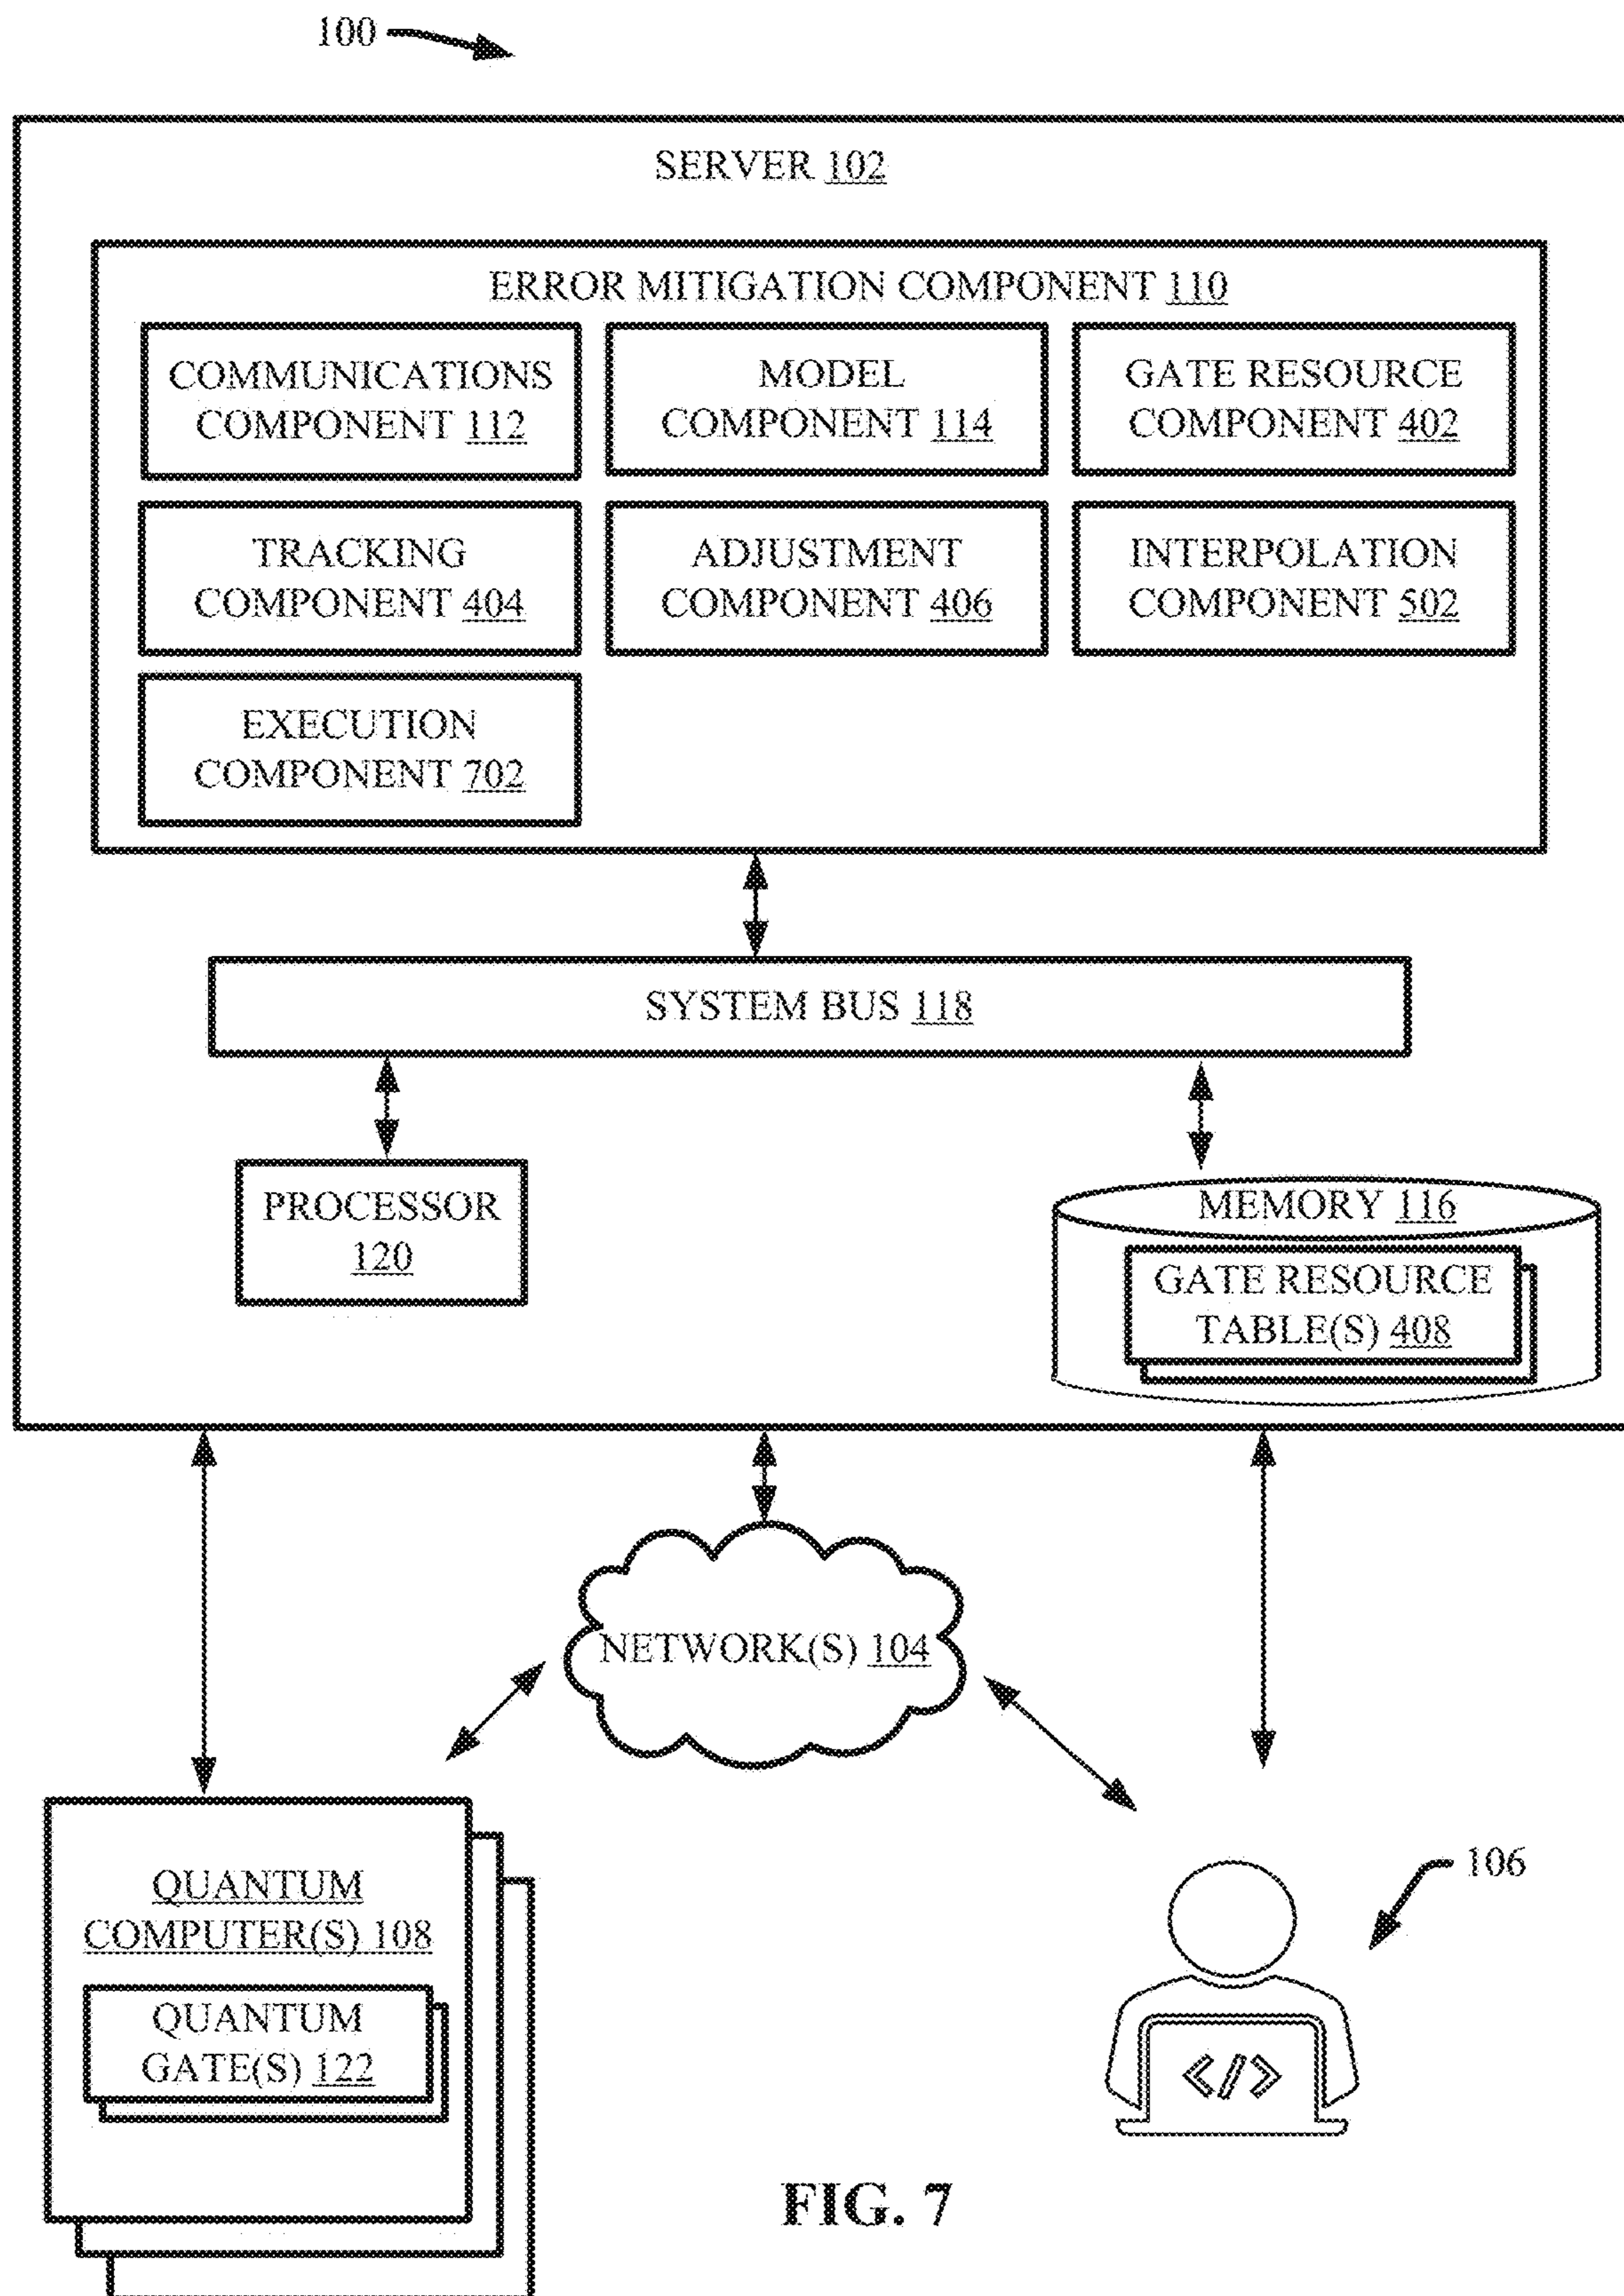 100
SERVER 102
ERROR MITIGATION COMPONENT 110
COMMUNICATIONS
COMPONENT 112
MODEL
COMPONENT 114
GATE RESOURCE
COMPONENT 402
TRACKING
COMPONENT 404
ADJUSTMENT
COMPONENT 406
INTERPOLATION
COMPONENT 502
EXECUTION
COMPONENT 702
SYSTEM BUS 118
PROCESSOR
120
MEMORY 116
GATE RESOURCE
TABLE(S) 408
NETWORK(S) 104
QUANTUM
COMPUTER(S) 108
QUANTUM
GATE(S) 122
106
</>
FIG. 7